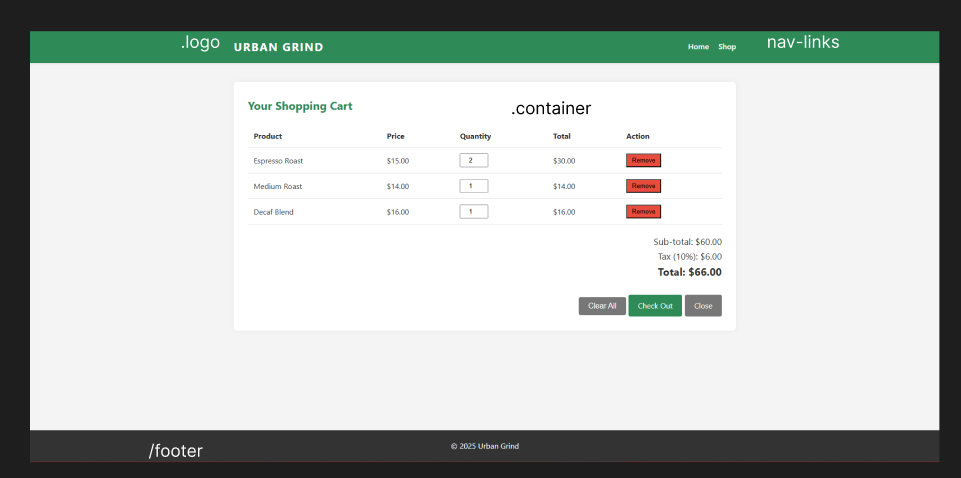 .logo URBAN GRIND Home Shop nav-links
Your Shopping Cart .container
Product Price Quantity Total Action
Espresso Roast $15.00 2 $30.00 Remove
Medium Roast $14.00 1 $14.00 Remove
Decaf Blend $16.00 1 $16.00 Remove
Sub-total: $60.00
Tax (10%): $6.00
Total: $66.00
Clear All Check Out Close
/footer © 2025 Urban Grind